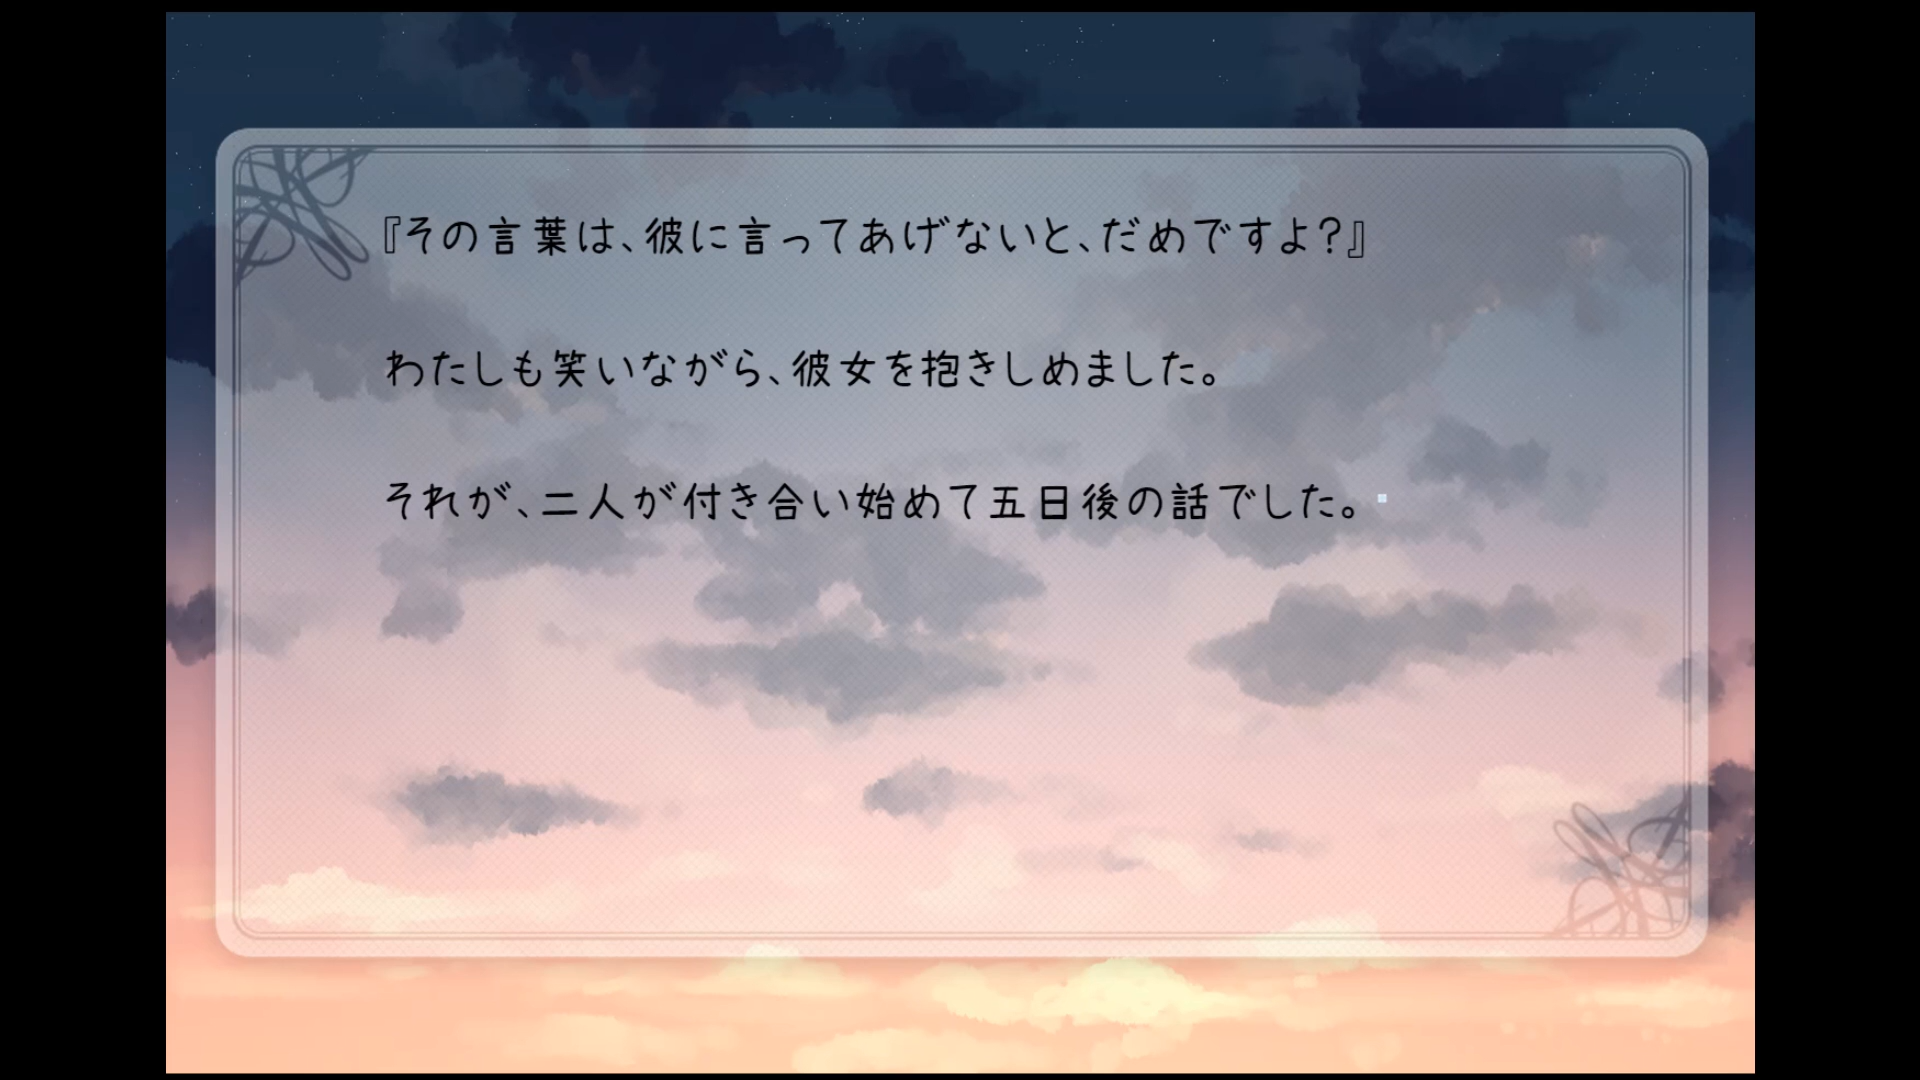 『その言葉は、彼に言ってあげないと、だめですよ？』
わたしも笑いながら、彼女を抱きしめました。
それが、二人が付き合い始めて五日後の話でした。